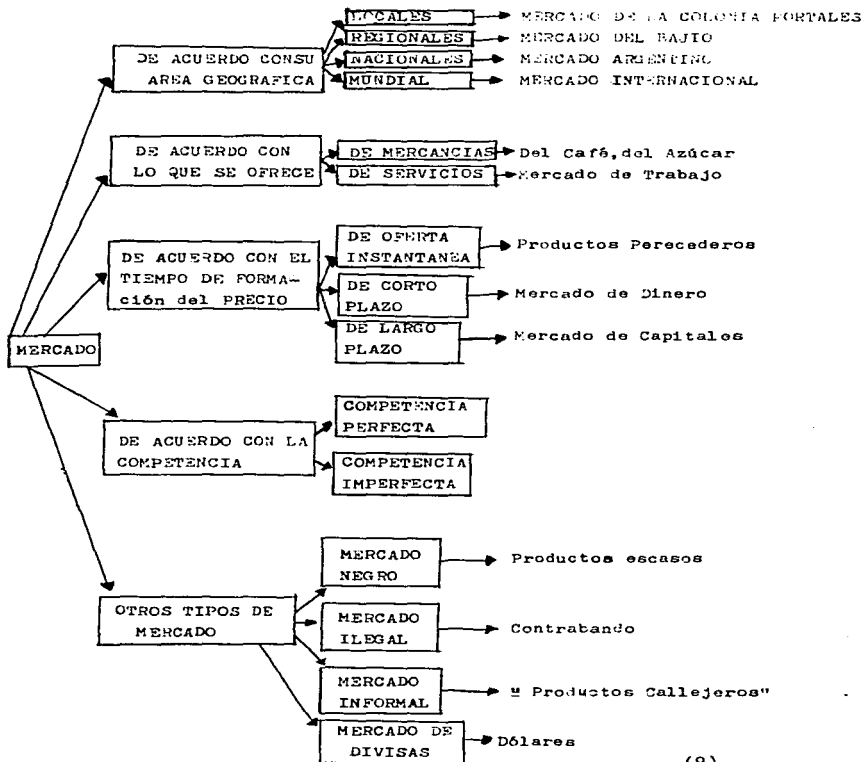 LOCALES MERCADO DE LA COLONIA PORTALES
REGIONALES MERCADO DEL BAJIO
DE ACUERDO CONSU
AREA GEOGRAFICA
NACIONALES MERCADO ARGENTINO
MUNDIAL MERCADO INTERNACIONAL
DE ACUERDO CON
LO QUE SE OFRECE
DE MERCANCIAS Del Café,del Azúcar
DE SERVICIOS Mercado de Trabajo
DE ACUERDO CON EL
TIEMPO DE FORMA-
ción del PRECIO
DE OFERTA
INSTANTANEA
Productos Perecederos
DE CORTO
PLAZO
Mercado de Dinero
DE LARGO
PLAZO
Mercado de Capitales
MERCADO
DE ACUERDO CON LA
COMPETENCIA
COMPETENCIA
PERFECTA
COMPETENCIA
IMPERFECTA
OTROS TIPOS DE
MERCADO
MERCADO
NEGRO
Productos escasos
MERCADO
ILEGAL
Contrabando
MERCADO
INFORMAL
" Productos Callejeros"
MERCADO DE
DIVISAS
Dólares
(8)